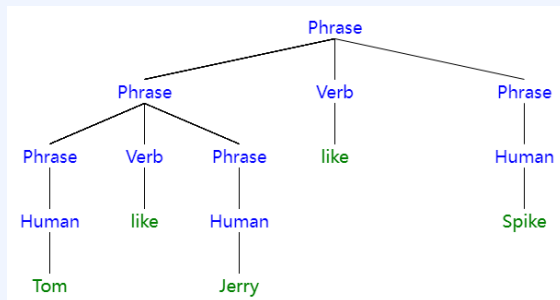 Phrase
Phrase Verb Phrase
Phrase Verb Phrase like Human
Human like Human Spike
Tom Jerry